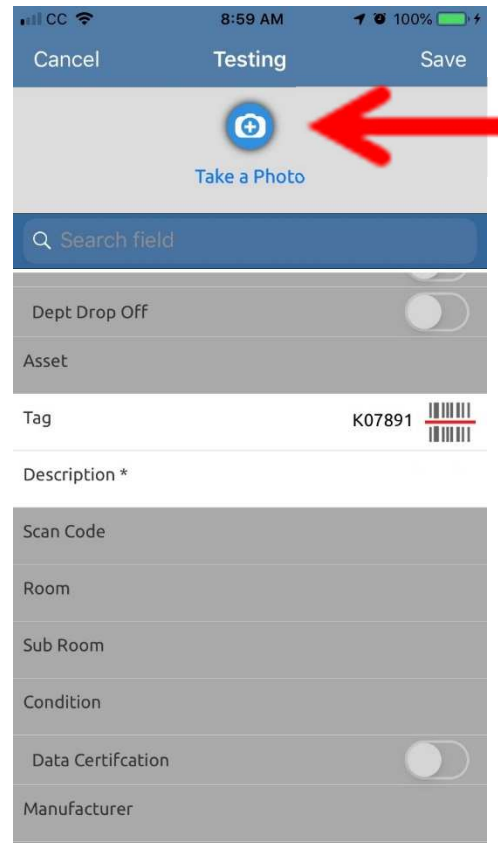 CC 8:59 AM 100%
Cancel Testing Save
Take a Photo
Search field
Dept Drop Off
Asset
Tag K07891
Description *
Scan Code
Room
Sub Room
Condition
Data Certifcation
Manufacturer